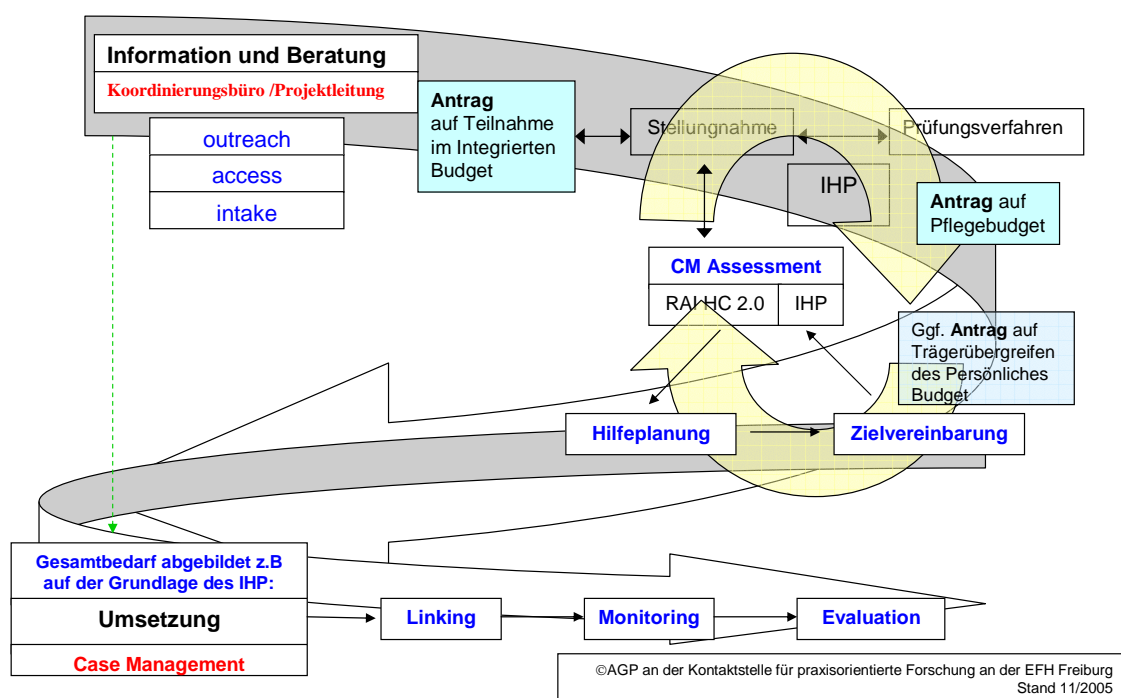 Information und Beratung
Koordinierungsbüro /Projektleitung
outreach
access
intake
Antrag
auf Teilnahme
im Integrierten
Budget
Stellungnahme
Prüfungsverfahren
IHP
Antrag auf
Pflegebudget
CM Assessment
RAI HC 2.0
IHP
Ggf. Antrag auf
Trägerübergreifen
des Persönliches
Budget
Hilfeplanung
Zielvereinbarung
Gesamtbedarf abgebildet z.B
auf der Grundlage des IHP:
Umsetzung
Case Management
Linking
Monitoring
Evaluation
©AGP an der Kontaktstelle für praxisorientierte Forschung an der EFH Freiburg
Stand 11/2005